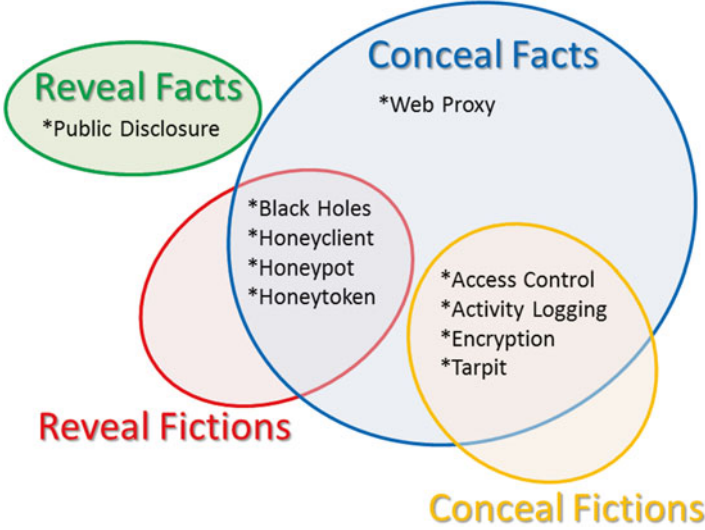 Conceal Facts
*Web Proxy
Reveal Facts
*Public Disclosure
*Black Holes
*Honeyclient
*Honeypot
*Honeytoken
*Access Control
*Activity Logging
*Encryption
*Tarpit
Reveal Fictions
Conceal Fictions